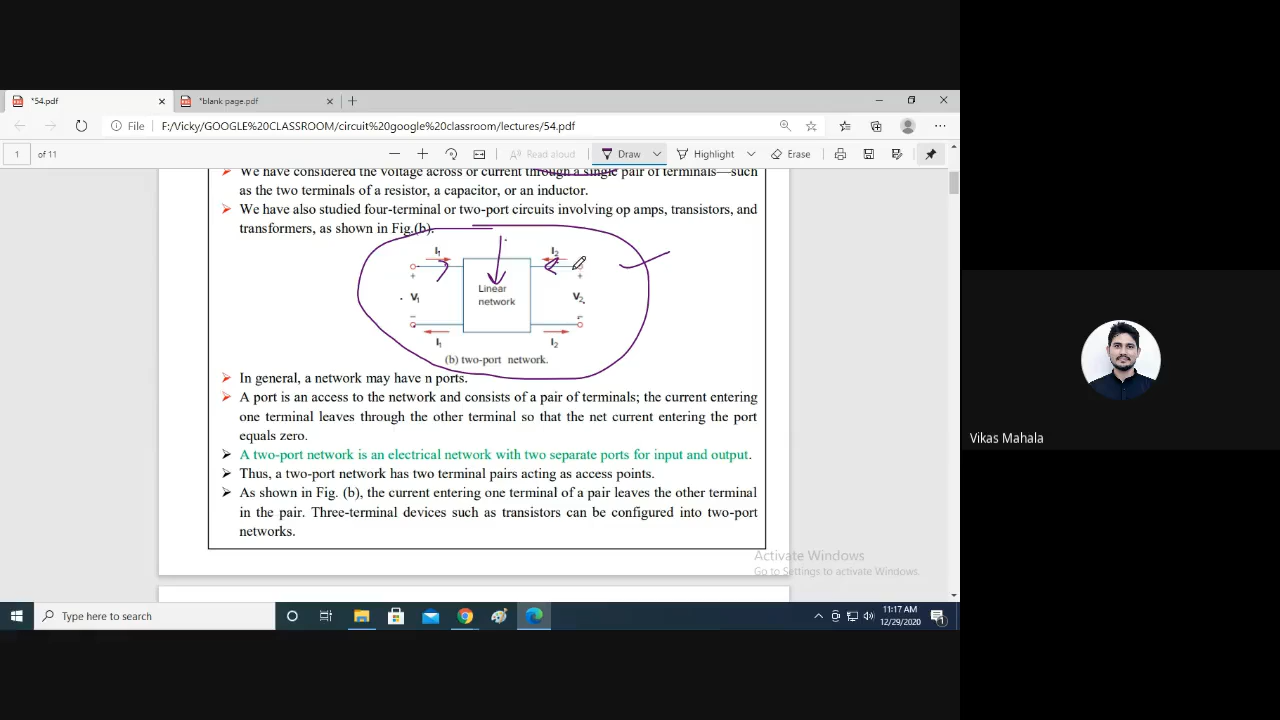 *54.pdf
*blank page.pdf
File
F:/Vicky/GOOGLE%20CLASSROOM/circuit%20google%20classroom/lectures/54.pdf
1
of 11
Read aloud
Draw
Highlight
Erase
We have considered the voltage across or current through a single pair of terminals—such
as the two terminals of a resistor, a capacitor, or an inductor.
We have also studied four-terminal or two-port circuits involving op amps, transistors, and
transformers, as shown in Fig.(b).
I1
I2
+
+
V1
Linear
network
V2
−
−
I1
I2
(b) two-port network.
In general, a network may have n ports.
A port is an access to the network and consists of a pair of terminals; the current entering
one terminal leaves through the other terminal so that the net current entering the port
equals zero.
A two-port network is an electrical network with two separate ports for input and output.
Thus, a two-port network has two terminal pairs acting as access points.
As shown in Fig. (b), the current entering one terminal of a pair leaves the other terminal
in the pair. Three-terminal devices such as transistors can be configured into two-port
networks.
Activate Windows
Go to Settings to activate Windows.
Type here to search
11:17 AM
12/29/2020
1
Vikas Mahala